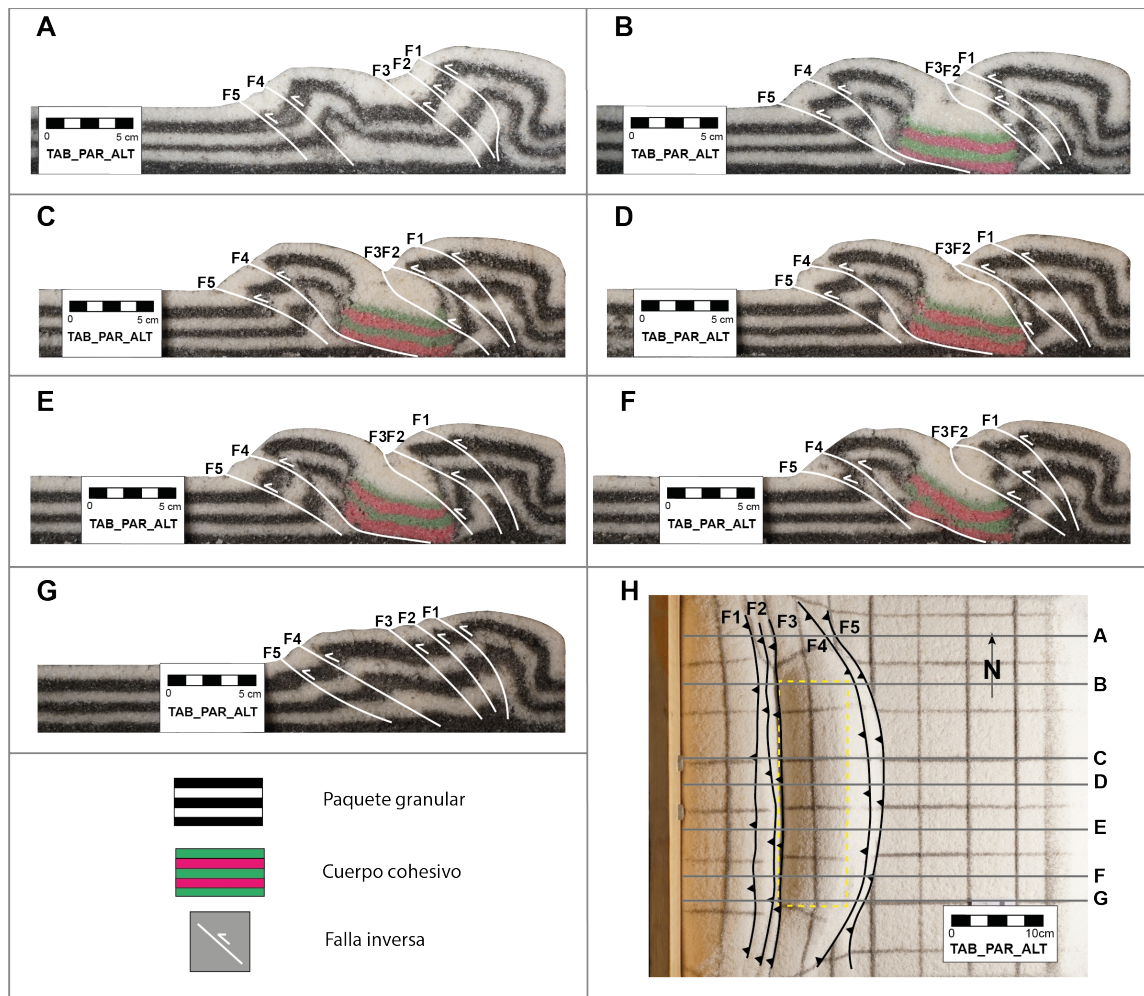 A
F1
F2
F3
F4
F5
0 5 cm
TAB_PAR_ALT
B
F1
F3
F2
F4
F5
0 5 cm
TAB_PAR_ALT
C
F1
F3F2
F4
F5
0 5 cm
TAB_PAR_ALT
D
F1
F3F2
F4
F5
0 5 cm
TAB_PAR_ALT
E
F1
F3F2
F4
F5
0 5 cm
TAB_PAR_ALT
F
F1
F3F2
F4
F5
0 5 cm
TAB_PAR_ALT
G
F3 F2 F1
F4
F5
0 5 cm
TAB_PAR_ALT
H
F1 F2 F3
F5
F4
N
A
B
C
D
E
F
G
0 10cm
TAB_PAR_ALT
Paquete granular
Cuerpo cohesivo
Falla inversa